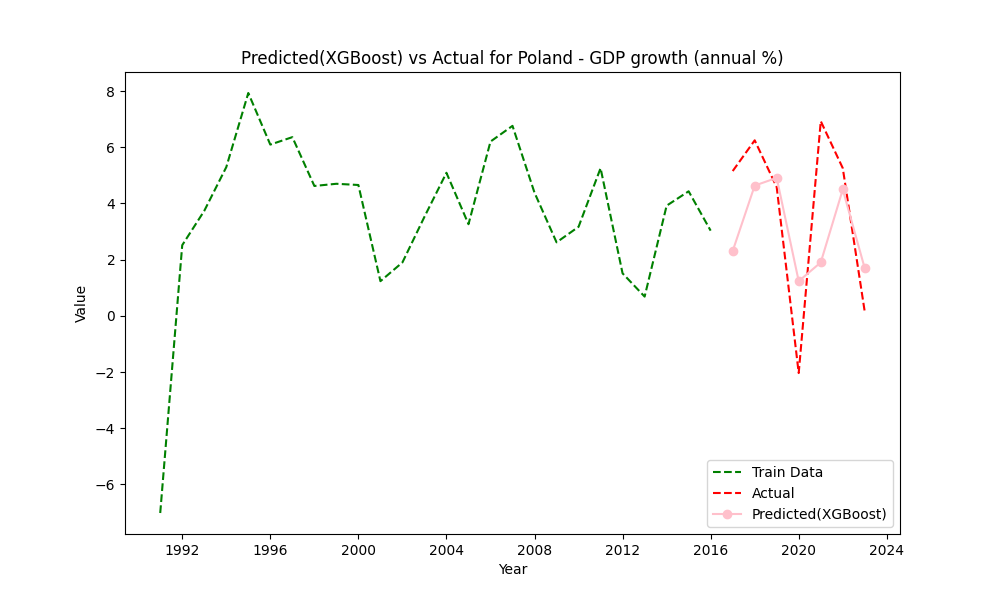 Predicted(XGBoost) vs Actual for Poland - GDP growth (annual %)
Value
8
6
4
2
0
−2
−4
−6
Train Data
Actual
Predicted(XGBoost)
1992 1996 2000 2004 2008 2012 2016 2020 2024
Year